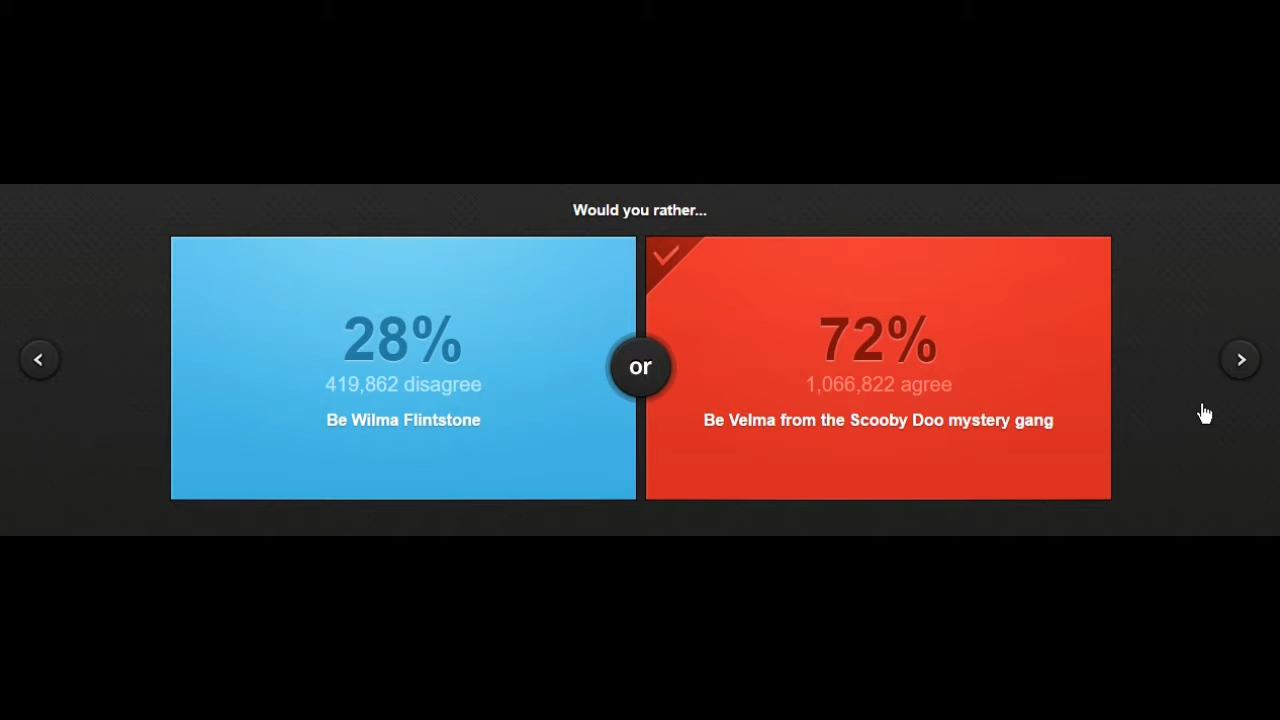 Would you rather...
28%
419,862 disagree
Be Wilma Flintstone
or
72%
1,066,822 agree
Be Velma from the Scooby Doo mystery gang